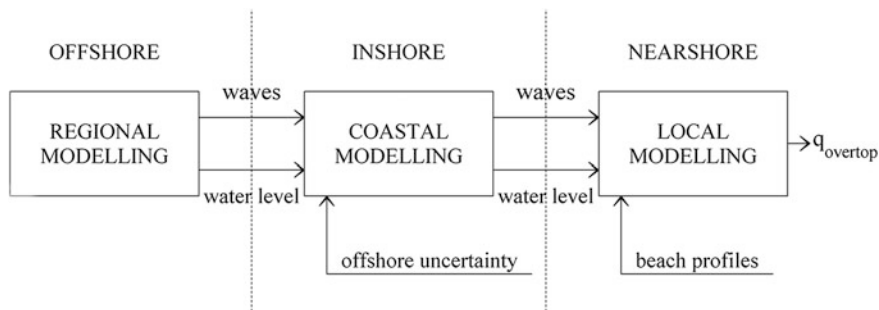 OFFSHORE
INSHORE
NEARSHORE
waves
waves
REGIONAL
MODELLING
COASTAL
MODELLING
LOCAL
MODELLING
q_overtop
water level
water level
offshore uncertainty
beach profiles